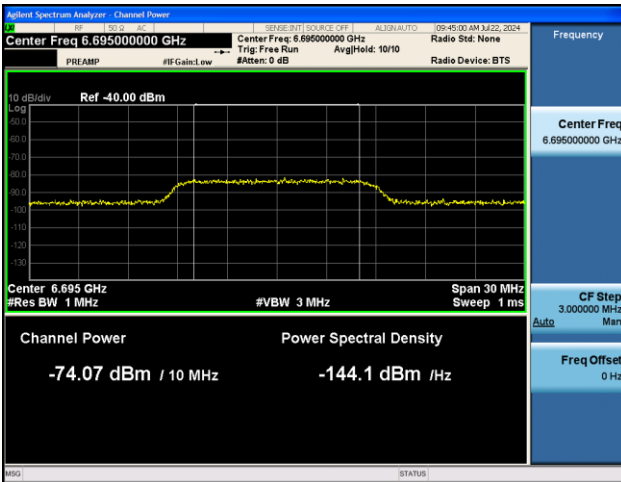 Agilent Spectrum Analyzer - Channel Power
RF 50 Ω AC SENSE:INT SOURCE OFF ALIGNAUTO 09:45:00 AM Jul 22, 2024
Center Freq 6.695000000 GHz
Center Freq: 6.695000000 GHz
Radio Std: None
Trig: Free Run Avg|Hold: 10/10
PREAMP #IFGain:Low #Atten: 0 dB Radio Device: BTS
Frequency
10 dB/div Ref -40.00 dBm
Log
-50.0
-60.0
-70.0
-80.0
-90.0
-100
-110
-120
-130
Center 6.695 GHz Span 30 MHz
#Res BW 1 MHz #VBW 3 MHz Sweep 1 ms
Channel Power
-74.07 dBm / 10 MHz
Power Spectral Density
-144.1 dBm /Hz
Center Freq
6.695000000 GHz
CF Step
3.000000 MHz
Auto Man
Freq Offset
0 Hz
MSG STATUS